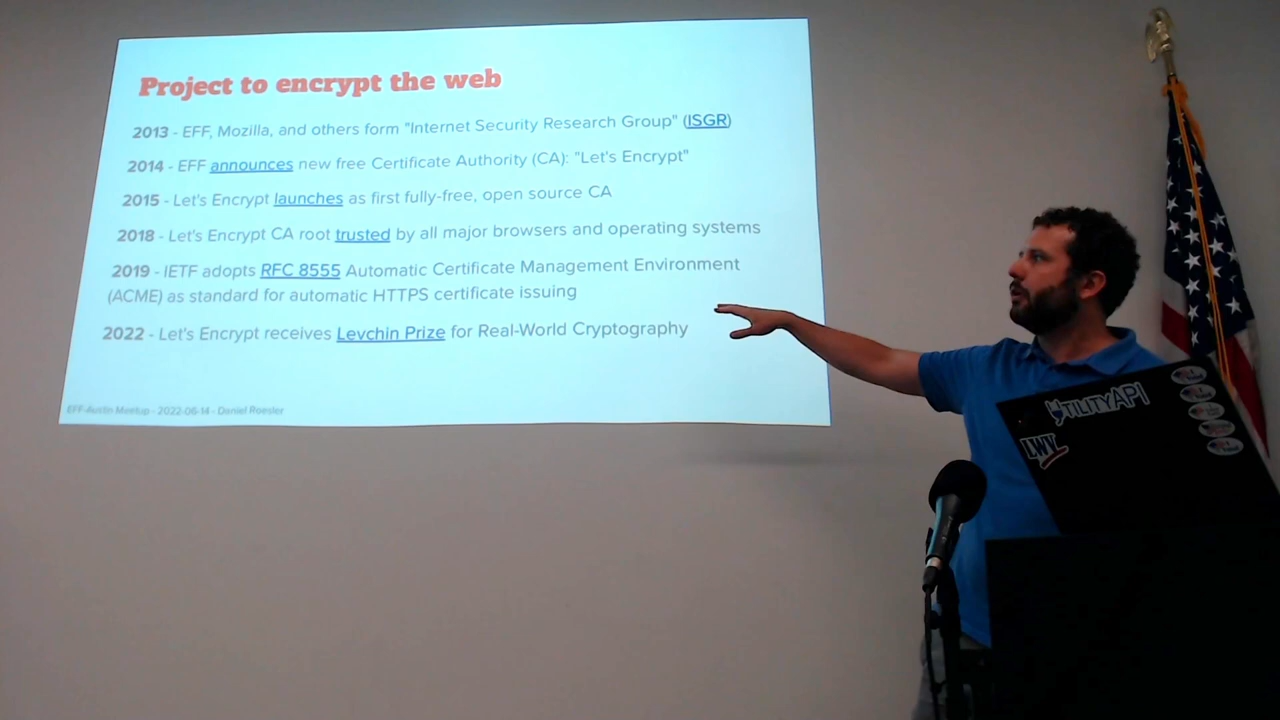 Project to encrypt the web
2013 - EFF, Mozilla, and others form "Internet Security Research Group" (ISGR)
2014 - EFF announces new free Certificate Authority (CA): "Let's Encrypt"
2015 - Let's Encrypt launches as first fully-free, open source CA
2018 - Let's Encrypt CA root trusted by all major browsers and operating systems
2019 - IETF adopts RFC 8555 Automatic Certificate Management Environment
(ACME) as standard for automatic HTTPS certificate issuing
2022 - Let's Encrypt receives Levchin Prize for Real-World Cryptography
EFF-Austin Meetup - 2022-06-14 - Daniel Roesler
UTILITYAPI
LWV